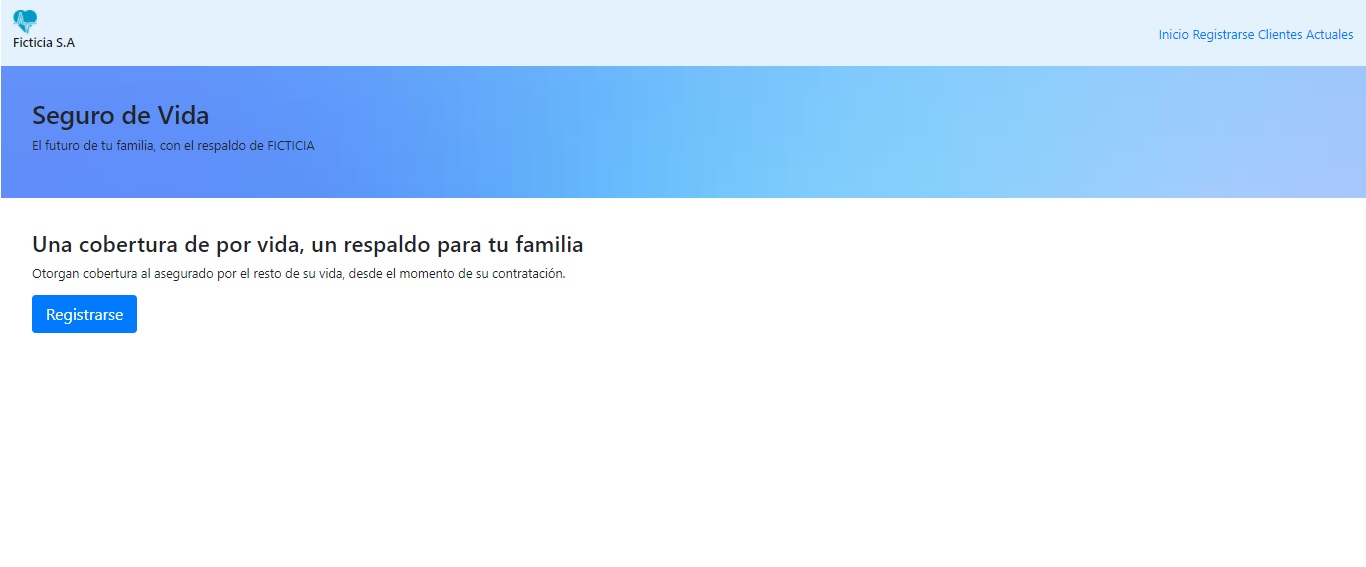 Ficticia S.A
Inicio Registrarse Clientes Actuales
Seguro de Vida
El futuro de tu familia, con el respaldo de FICTICIA
Una cobertura de por vida, un respaldo para tu familia
Otorgan cobertura al asegurado por el resto de su vida, desde el momento de su contratación.
Registrarse